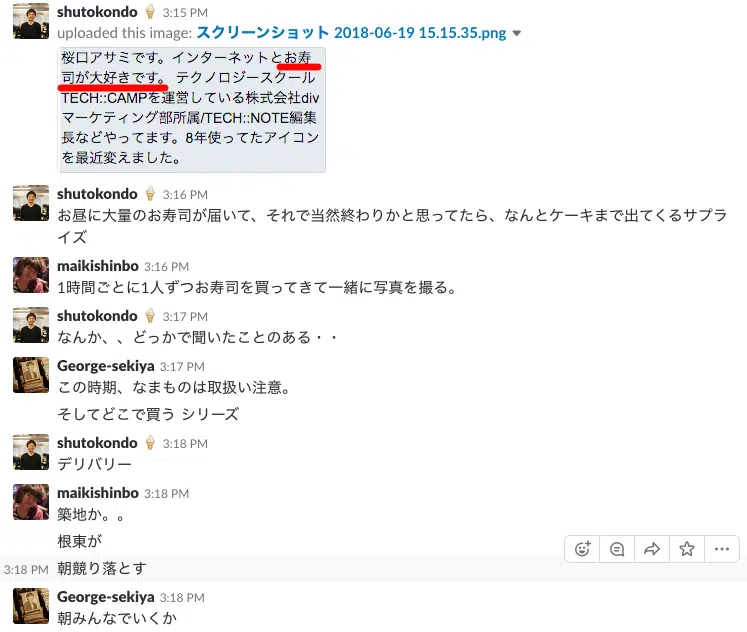 shutokondo 3:15 PM
uploaded this image: スクリーンショット 2018-06-19 15.15.35.png
桜口アサミです。インターネットとお寿
司が大好きです。 テクノロジースクール
TECH::CAMPを運営している株式会社div
マーケティング部所属/TECH::NOTE編集
長などやってます。8年使ってたアイコン
を最近変えました。
shutokondo 3:16 PM
お昼に大量のお寿司が届いて、それで当然終わりかと思ってたら、なんとケーキまで出てくるサプラ
イズ
maikishinbo 3:16 PM
1時間ごとに1人ずつお寿司を買ってきて一緒に写真を撮る。
shutokondo 3:17 PM
なんか、、どっかで聞いたことのある・・
George-sekiya 3:17 PM
この時期、なまものは取扱い注意。
そしてどこで買う シリーズ
shutokondo 3:18 PM
デリバリー
maikishinbo 3:18 PM
築地か。。
根東が
3:18 PM 朝競り落とす
George-sekiya 3:18 PM
朝みんなでいくか